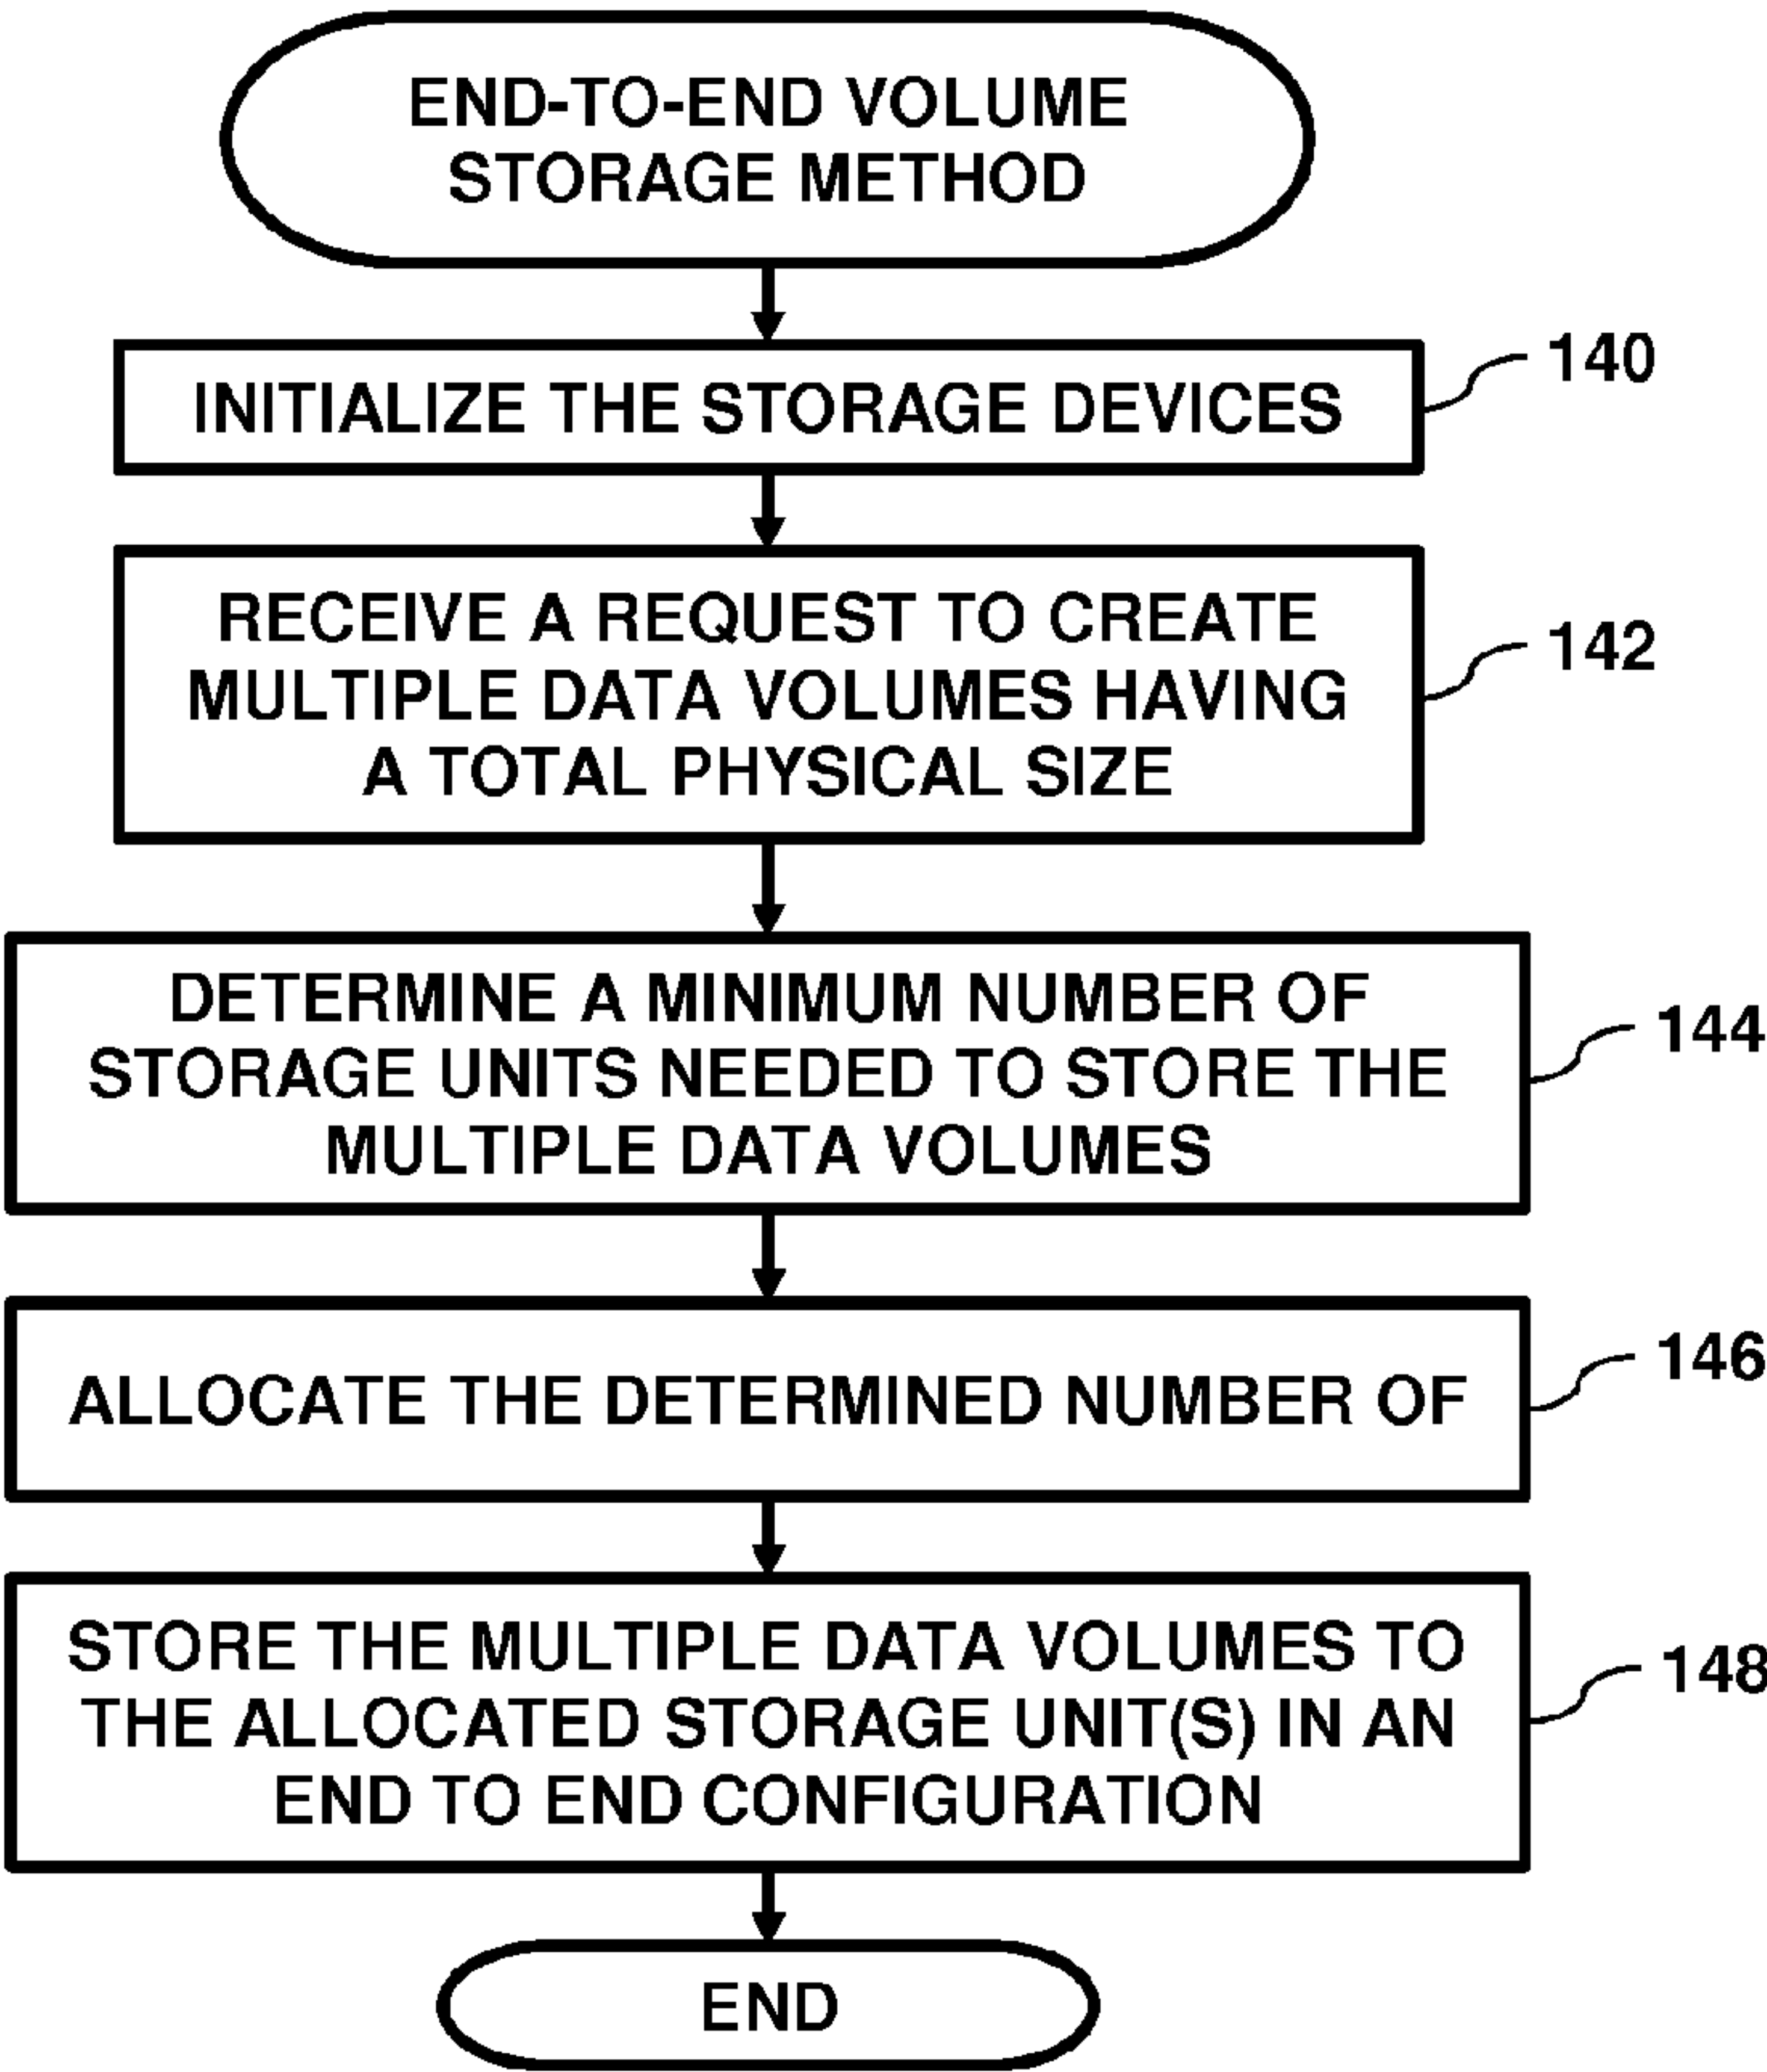 END-TO-END VOLUME
STORAGE METHOD
INITIALIZE THE STORAGE DEVICES
140
RECEIVE A REQUEST TO CREATE
MULTIPLE DATA VOLUMES HAVING
A TOTAL PHYSICAL SIZE
142
DETERMINE A MINIMUM NUMBER OF
STORAGE UNITS NEEDED TO STORE THE
MULTIPLE DATA VOLUMES
144
ALLOCATE THE DETERMINED NUMBER OF
146
STORE THE MULTIPLE DATA VOLUMES TO
THE ALLOCATED STORAGE UNIT(S) IN AN
END TO END CONFIGURATION
148
END